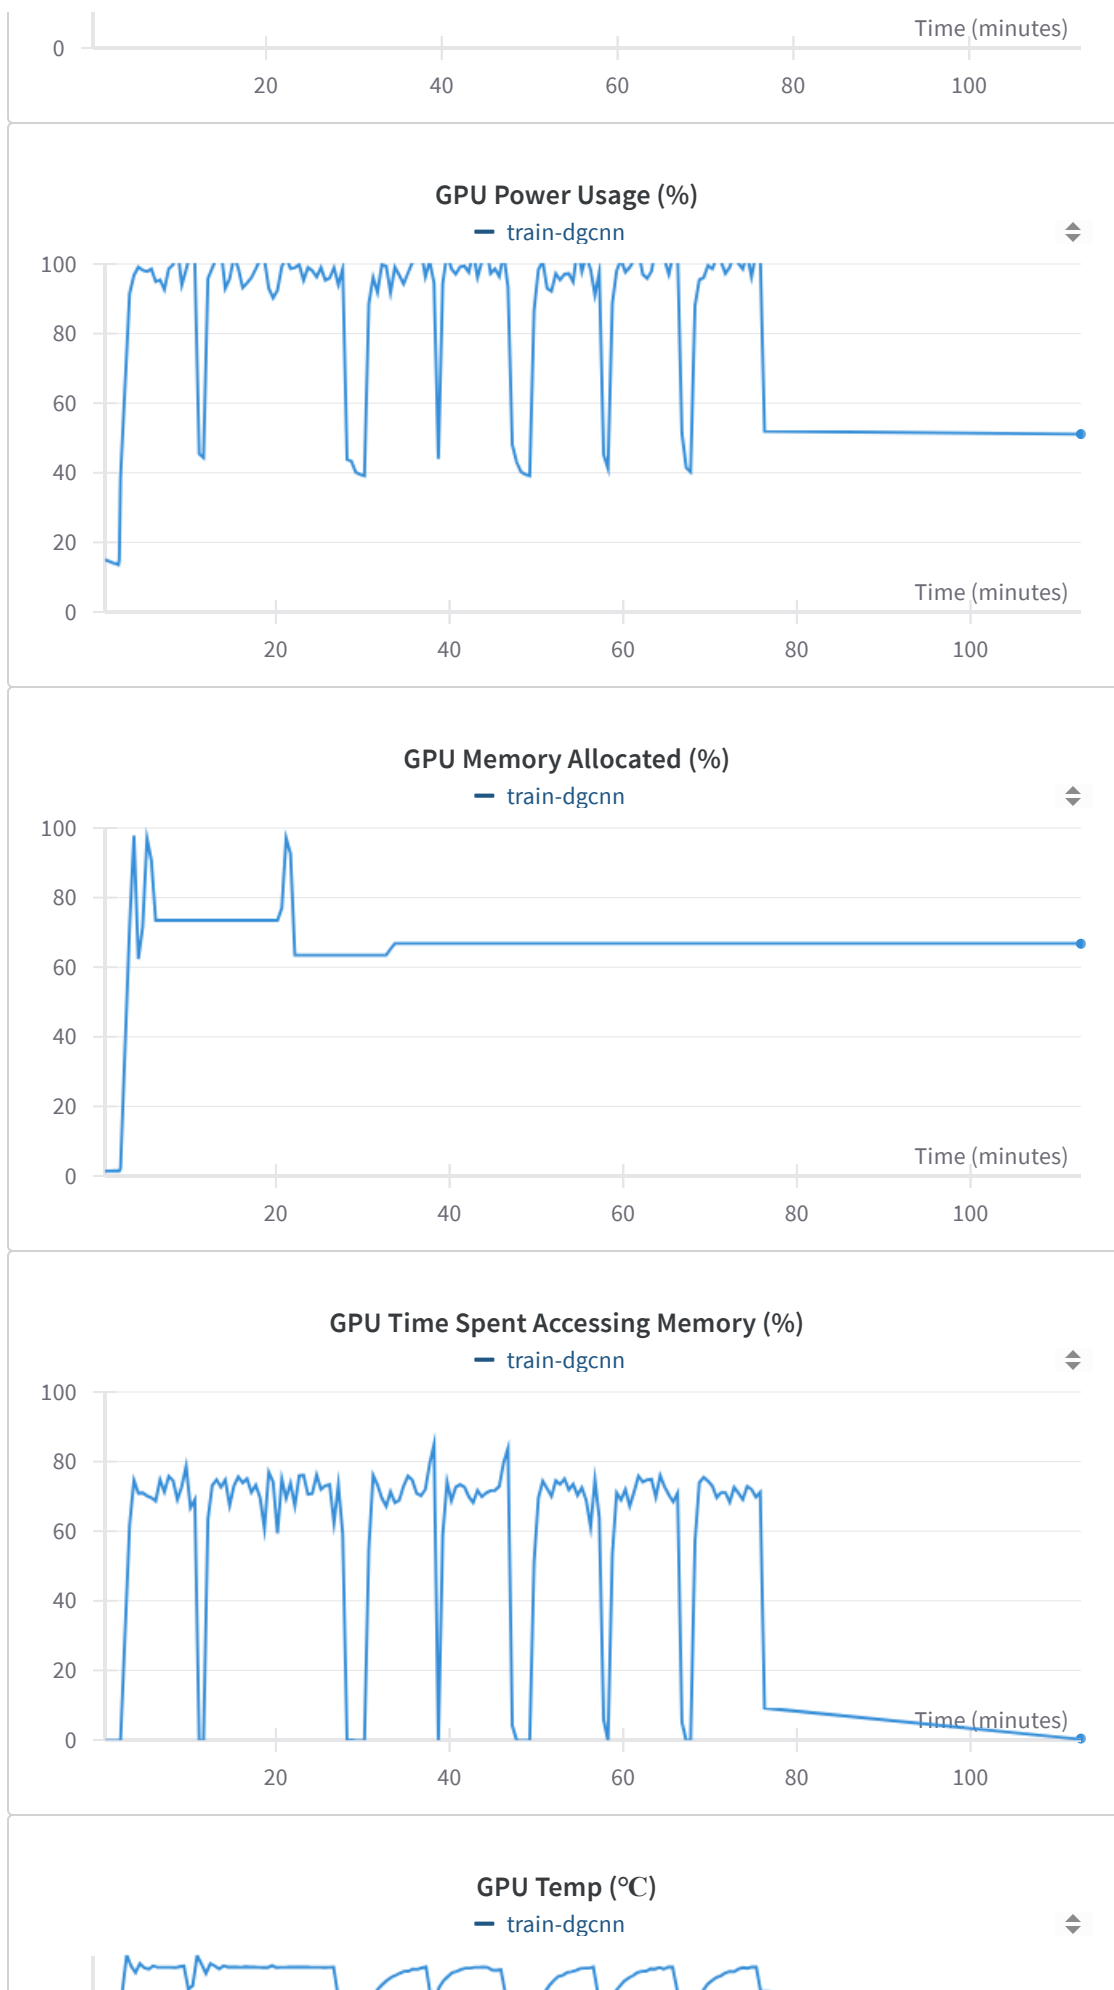 Time (minutes)
0
20 40 60 80 100
GPU Power Usage (%)
train-dgcnn
100
80
60
40
20
Time (minutes)
0
20 40 60 80 100
GPU Memory Allocated (%)
train-dgcnn
100
80
60
40
20
Time (minutes)
0
20 40 60 80 100
GPU Time Spent Accessing Memory (%)
train-dgcnn
100
80
60
40
20
Time (minutes)
0
20 40 60 80 100
GPU Temp (℃)
train-dgcnn